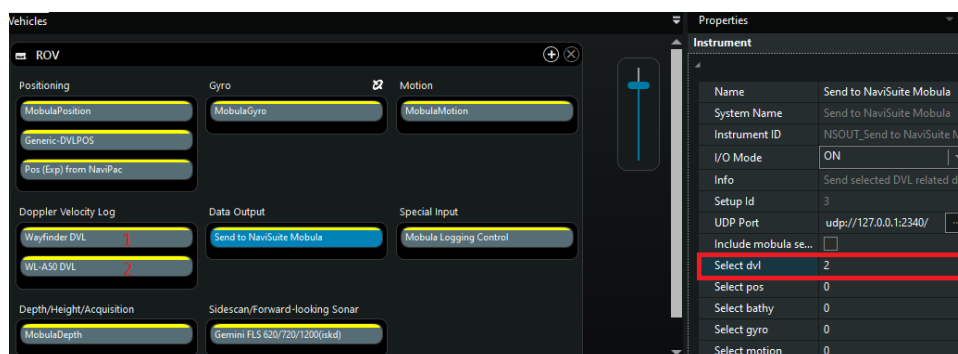 Vehicles
ROV
Positioning
Gyro
Motion
MobulaPosition
MobulaGyro
MobulaMotion
Generic-DVLPOS
Pos (Exp) from NaviPac
Doppler Velocity Log
Data Output
Special Input
Wayfinder DVL 1
Send to NaviSuite Mobula
Mobula Logging Control
WL-A50 DVL 2
Depth/Height/Acquisition
Sidescan/Forward-looking Sonar
MobulaDepth
Gemini FLS 620/720/1200(iskd)
Properties
Instrument
Name Send to NaviSuite Mobula
System Name Send to NaviSuite Mobula
Instrument ID NSOUT_Send to NaviSuite M
I/O Mode ON
Info Send selected DVL related d
Setup Id 3
UDP Port udp://127.0.0.1:2340/ ...
Include mobula se...
Select dvl 2
Select pos 0
Select bathy 0
Select gyro 0
Select motion 0